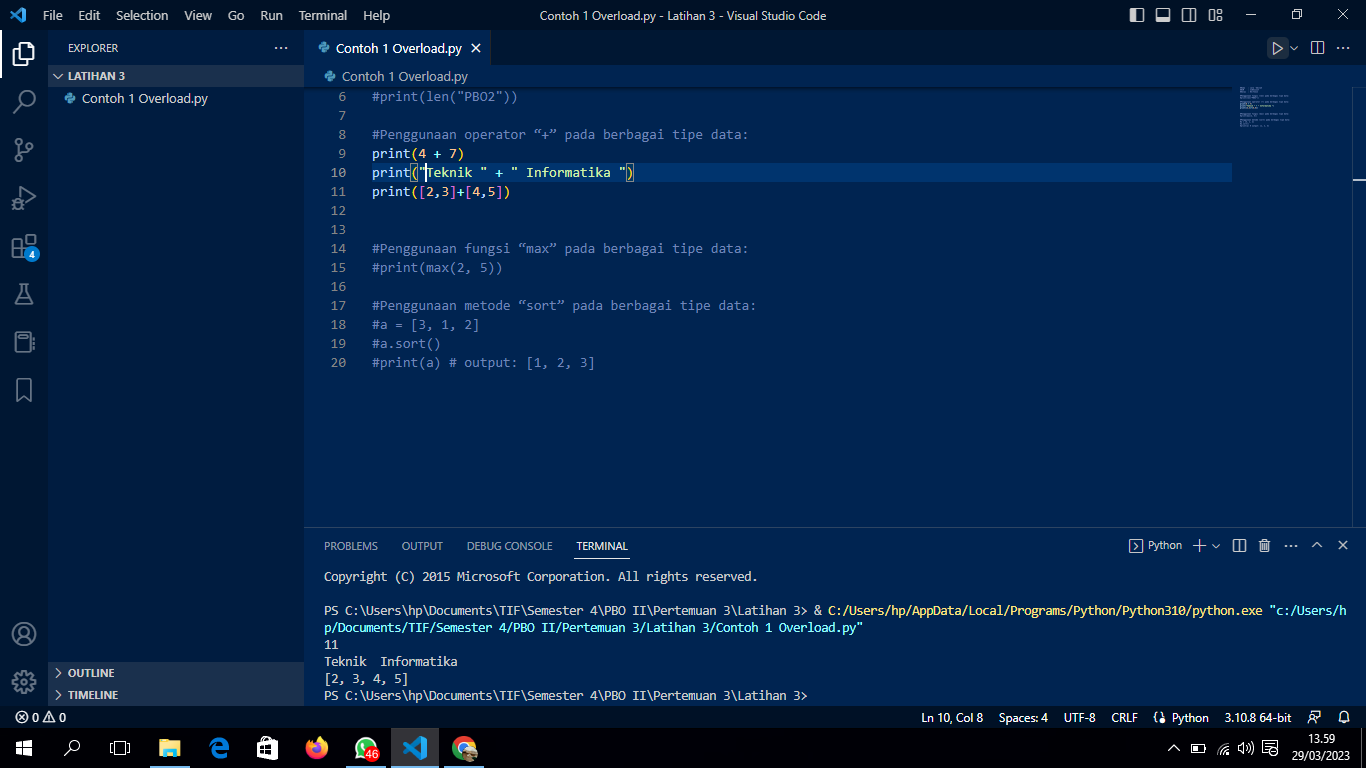 File Edit Selection View Go Run Terminal Help Contoh 1 Overload.py - Latihan 3 - Visual Studio Code
EXPLORER
LATIHAN 3
Contoh 1 Overload.py
4
OUTLINE
TIMELINE
Contoh 1 Overload.py
Contoh 1 Overload.py
6 #print(len("PBO2"))
7
8 #Penggunaan operator “+” pada berbagai tipe data:
9 print(4 + 7)
10 print("Teknik " + " Informatika ")
11 print([2,3]+[4,5])
12
13
14 #Penggunaan fungsi “max” pada berbagai tipe data:
15 #print(max(2, 5))
16
17 #Penggunaan metode “sort” pada berbagai tipe data:
18 #a = [3, 1, 2]
19 #a.sort()
20 #print(a) # output: [1, 2, 3]
PROBLEMS OUTPUT DEBUG CONSOLE TERMINAL Python
Copyright (C) 2015 Microsoft Corporation. All rights reserved.
PS C:\Users\hp\Documents\TIF\Semester 4\PBO II\Pertemuan 3\Latihan 3> & C:/Users/hp/AppData/Local/Programs/Python/Python310/python.exe "c:/Users/h
p/Documents/TIF/Semester 4/PBO II/Pertemuan 3/Latihan 3/Contoh 1 Overload.py"
11
Teknik  Informatika
[2, 3, 4, 5]
PS C:\Users\hp\Documents\TIF\Semester 4\PBO II\Pertemuan 3\Latihan 3>
0 0 Ln 10, Col 8 Spaces: 4 UTF-8 CRLF Python 3.10.8 64-bit
46
13.59
29/03/2023